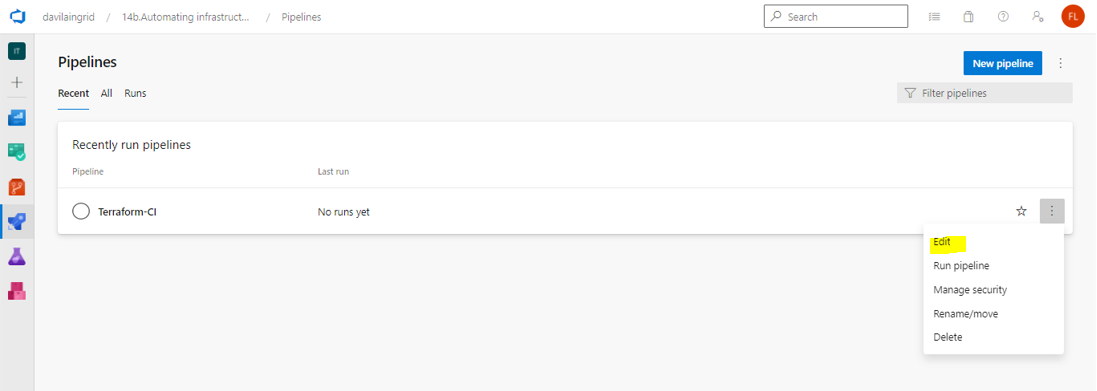 davilaingrid / 14b.Automating infrastruct... / Pipelines
Search
FL
IT
Pipelines
New pipeline
Recent All Runs
Filter pipelines
Recently run pipelines
Pipeline Last run
Terraform-CI No runs yet
Edit
Run pipeline
Manage security
Rename/move
Delete